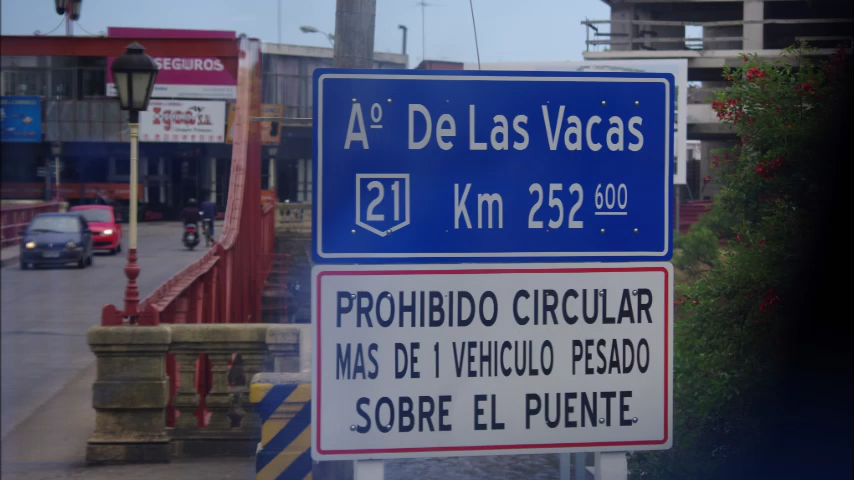 SEGUROS
Igoa S.A.
Aº De Las Vacas
21 Km 252 600
PROHIBIDO CIRCULAR
MAS DE 1 VEHICULO PESADO
SOBRE EL PUENTE